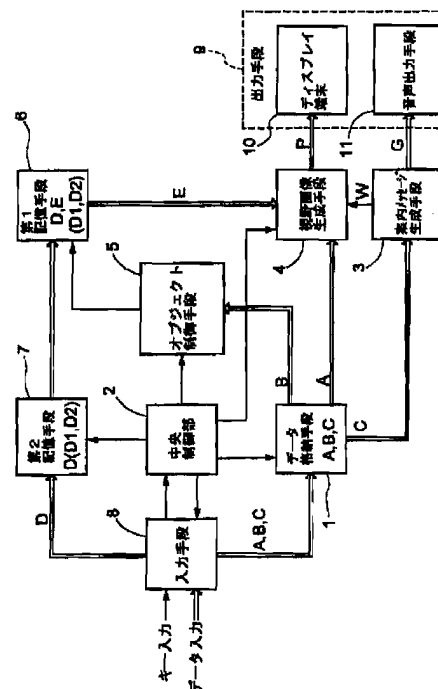 キー入力
データ入力
8
入力手段
D
A,B,C
7
第2
記憶手段
D(D1,D2)
2
中央
制御部
データ
格納手段
A,B,C
1
6
第1
記憶手段
D,E
(D1,D2)
5
オブジェクト
制御手段
B
A
C
E
視野画像
生成手段
4
W
案内メッセージ
生成手段
3
P
G
9
出力手段
ディスプレイ
端末
10
音声出力手段
11